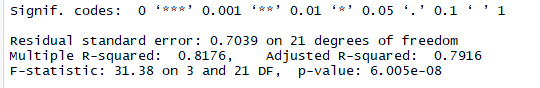 Signif. codes:  0 ‘***’ 0.001 ‘**’ 0.01 ‘*’ 0.05 ‘.’ 0.1 ‘ ’ 1
Residual standard error: 0.7039 on 21 degrees of freedom
Multiple R-squared:  0.8176,    Adjusted R-squared:  0.7916
F-statistic: 31.38 on 3 and 21 DF,  p-value: 6.005e-08